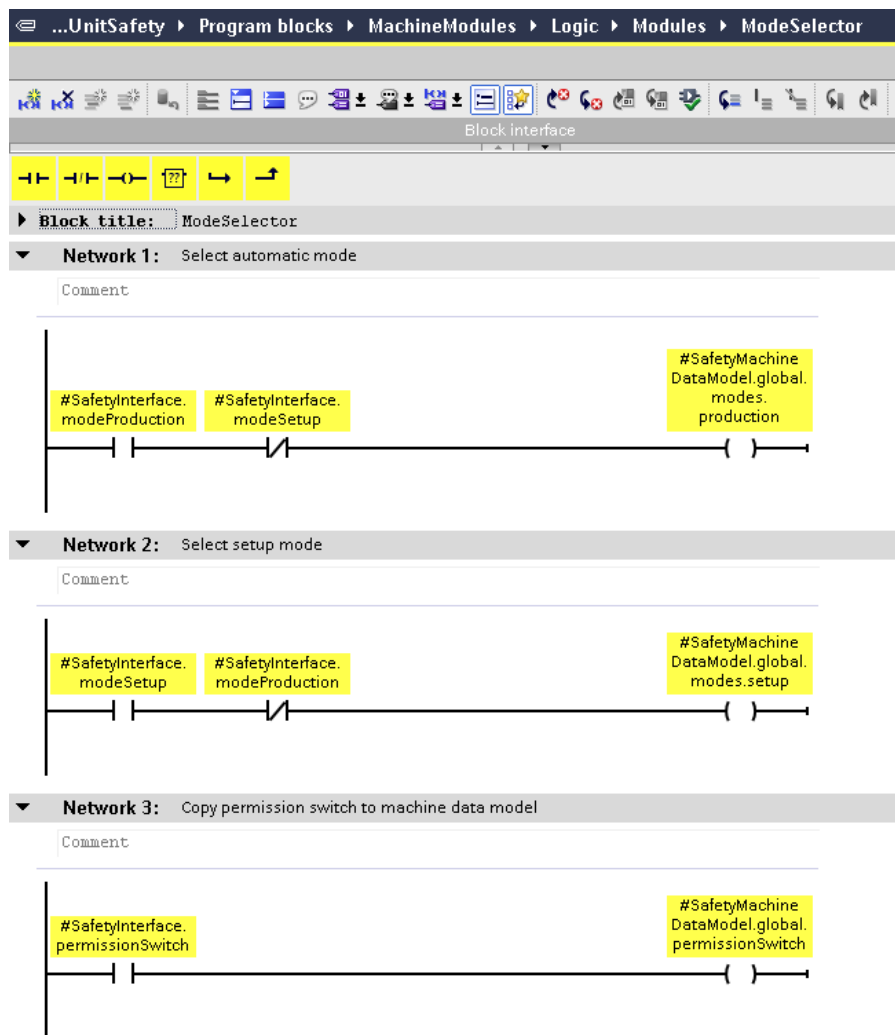 ...UnitSafety ▸ Program blocks ▸ MachineModules ▸ Logic ▸ Modules ▸ ModeSelector
Block interface
??
Block title: ModeSelector
Network 1: Select automatic mode
Comment
#SafetyInterface.
modeProduction
#SafetyInterface.
modeSetup
#SafetyMachine
DataModel.global.
modes.
production
Network 2: Select setup mode
Comment
#SafetyInterface.
modeSetup
#SafetyInterface.
modeProduction
#SafetyMachine
DataModel.global.
modes.setup
Network 3: Copy permission switch to machine data model
Comment
#SafetyInterface.
permissionSwitch
#SafetyMachine
DataModel.global.
permissionSwitch